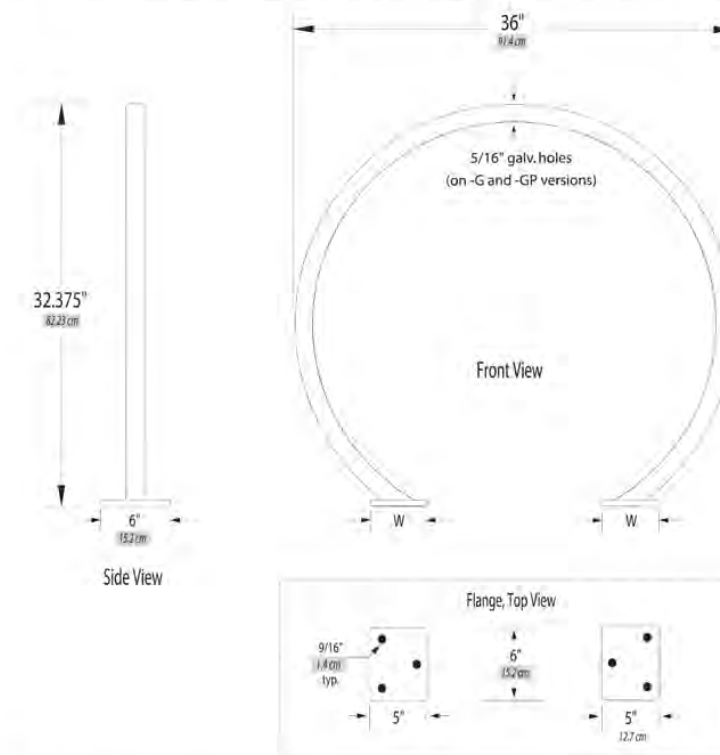 36"
91.4 cm
5/16" galv. holes
(on -G and -GP versions)
32.375"
82.23 cm
Front View
W
W
6"
15.2 cm
Side View
Flange, Top View
9/16"
1.4 cm
typ.
6"
15.2 cm
5"
5"
12.7 cm